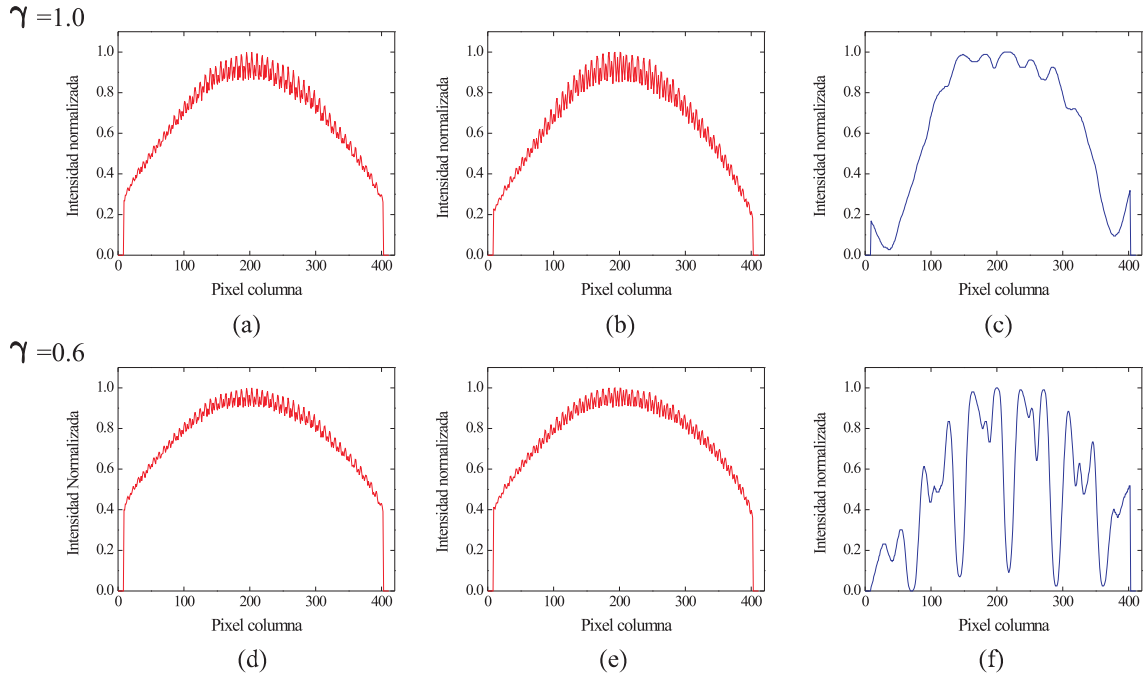 γ =1.0
Intensidad normalizada
1.0
0.8
0.6
0.4
0.2
0.0
0 100 200 300 400
Pixel columna
(a)
Intensidad normalizada
1.0
0.8
0.6
0.4
0.2
0.0
0 100 200 300 400
Pixel columna
(b)
Intensidad normalizada
1.0
0.8
0.6
0.4
0.2
0.0
0 100 200 300 400
Pixel columna
(c)
γ =0.6
Intensidad Normalizada
1.0
0.8
0.6
0.4
0.2
0.0
0 100 200 300 400
Pixel columna
(d)
Intensidad normalizada
1.0
0.8
0.6
0.4
0.2
0.0
0 100 200 300 400
Pixel columna
(e)
Intensidad normalizada
1.0
0.8
0.6
0.4
0.2
0.0
0 100 200 300 400
Pixel columna
(f)